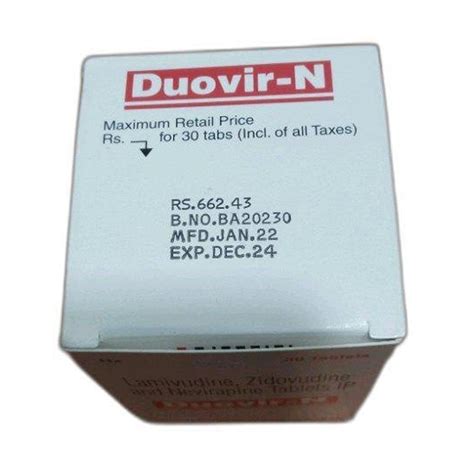 Duovir-N
Maximum Retail Price
Rs. for 30 tabs (Incl. of all Taxes)
RS.662.43
B.NO.BA20230
MFD.JAN.22
EXP.DEC.24
30 Tablets
Lamivudine, Zidovudine
and Nevirapine Tablets IP
Duovir-N